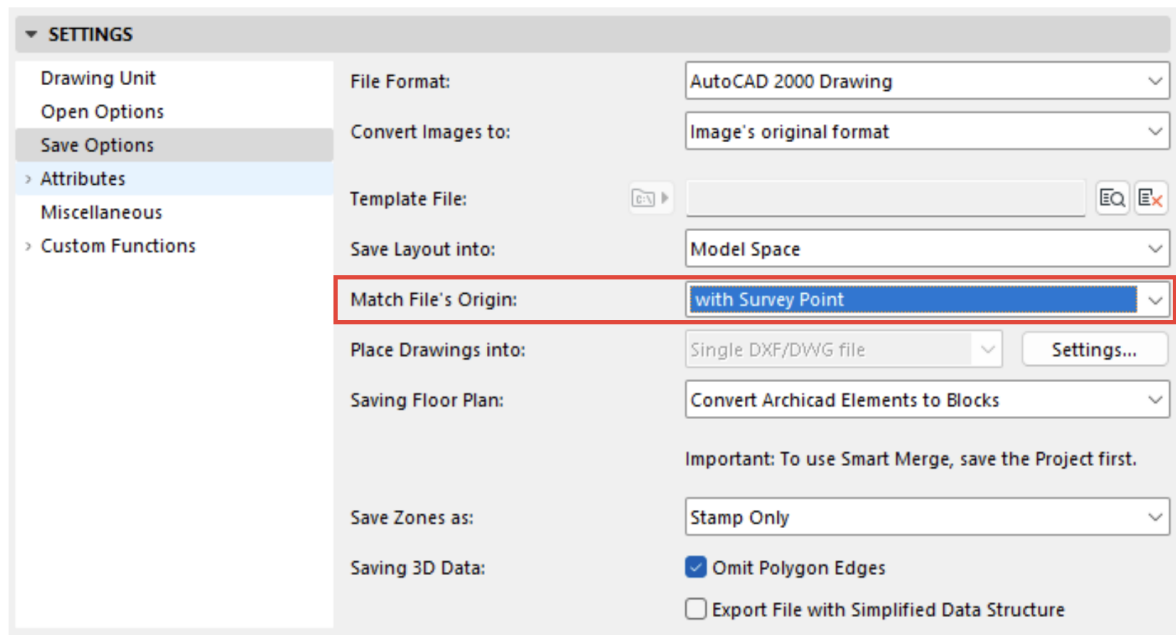 SETTINGS
Drawing Unit
Open Options
Save Options
Attributes
Miscellaneous
Custom Functions
File Format: AutoCAD 2000 Drawing
Convert Images to: Image's original format
Template File: C:\
Save Layout into: Model Space
Match File's Origin: with Survey Point
Place Drawings into: Single DXF/DWG file Settings...
Saving Floor Plan: Convert Archicad Elements to Blocks
Important: To use Smart Merge, save the Project first.
Save Zones as: Stamp Only
Saving 3D Data: Omit Polygon Edges
Export File with Simplified Data Structure